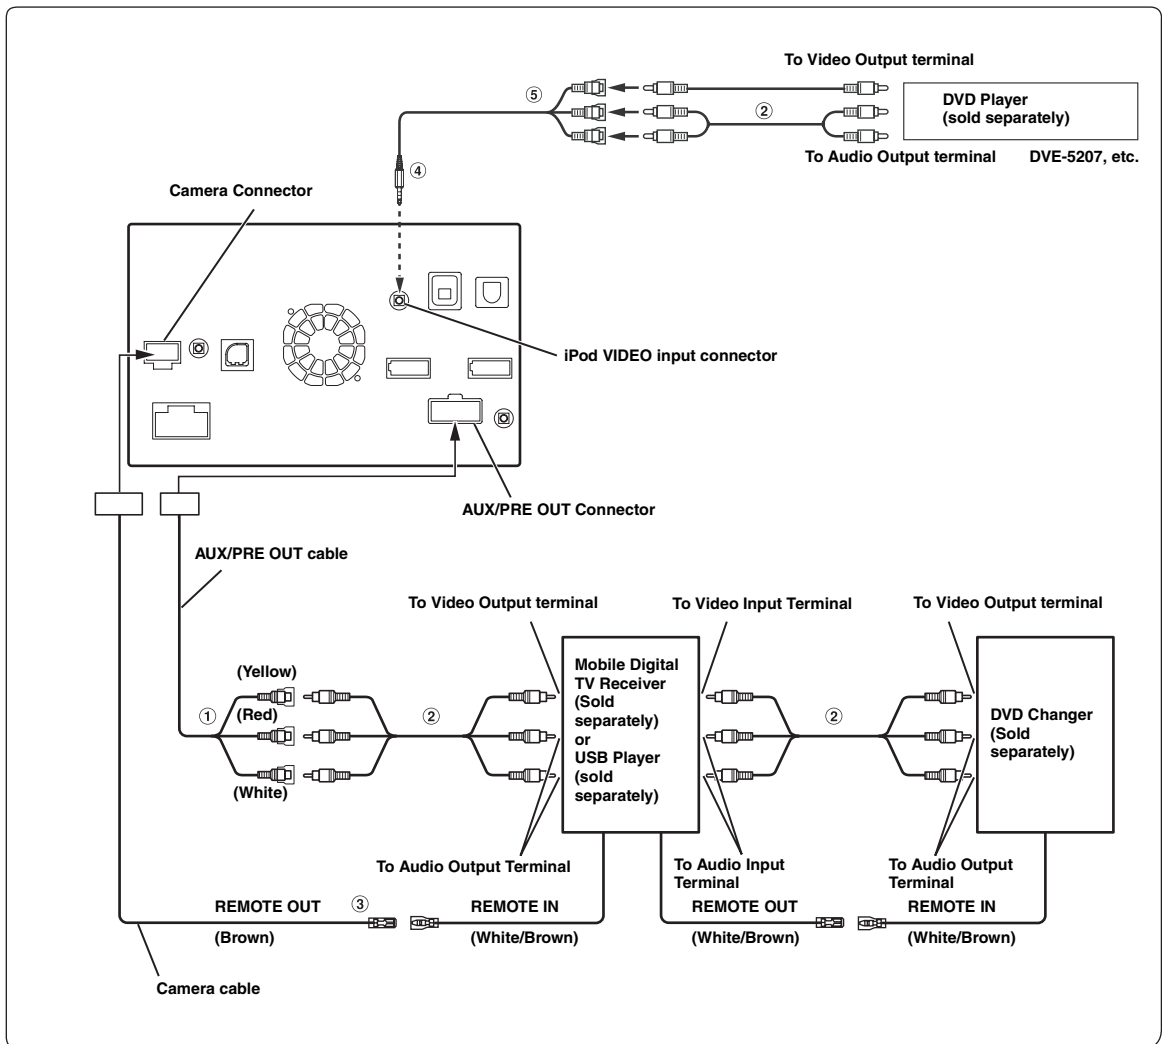 To Video Output terminal
⑤
②
DVD Player
(sold separately)
To Audio Output terminal
DVE-5207, etc.
④
Camera Connector
iPod VIDEO input connector
AUX/PRE OUT Connector
AUX/PRE OUT cable
To Video Output terminal
To Video Input Terminal
To Video Output terminal
(Yellow)
①
(Red)
(White)
②
Mobile Digital
TV Receiver
(Sold
separately)
or
USB Player
(sold
separately)
②
DVD Changer
(Sold
separately)
To Audio Output Terminal
To Audio Input
Terminal
To Audio Output
Terminal
REMOTE OUT
③
(Brown)
REMOTE IN
(White/Brown)
REMOTE OUT
(White/Brown)
REMOTE IN
(White/Brown)
Camera cable